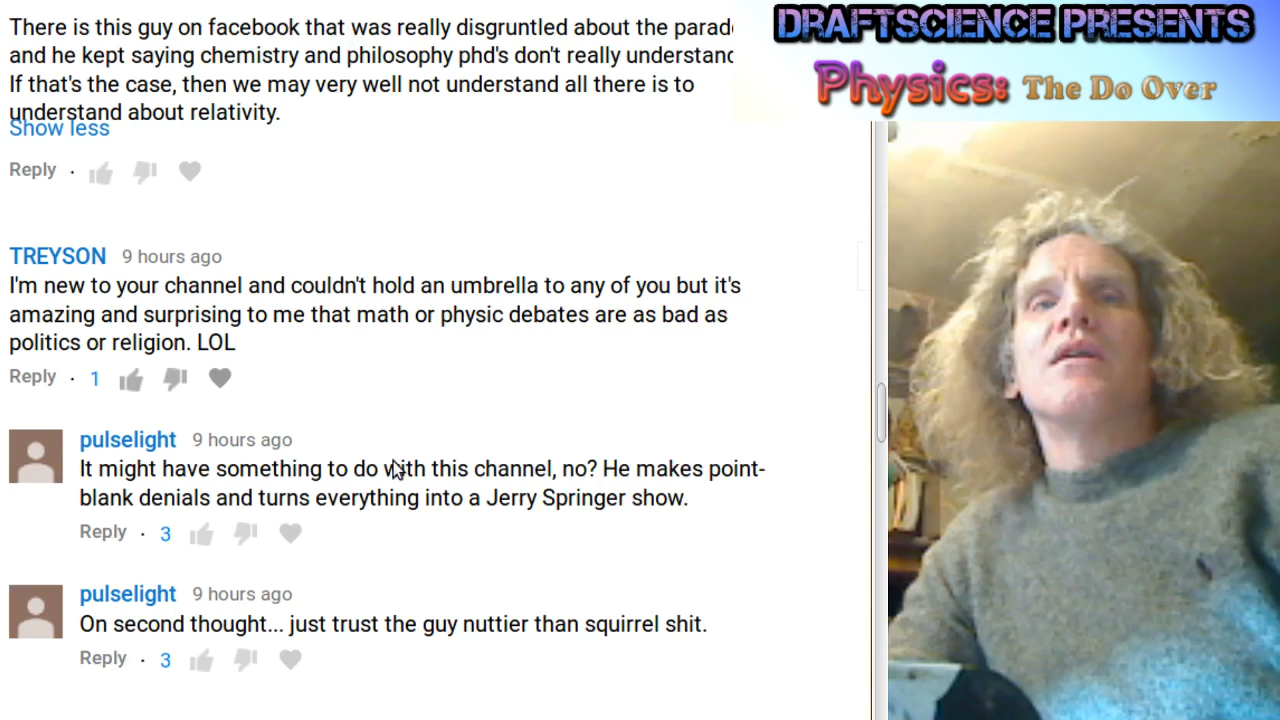 There is this guy on facebook that was really disgruntled about the
and he kept saying chemistry and philosophy phd's don't really understand
If that's the case, then we may very well not understand all there is to
understand about relativity.
Show less
Reply ·
TREYSON 9 hours ago
I'm new to your channel and couldn't hold an umbrella to any of you but it's
amazing and surprising to me that math or physic debates are as bad as
politics or religion. LOL
Reply · 1
pulselight 9 hours ago
It might have something to do with this channel, no? He makes point-
blank denials and turns everything into a Jerry Springer show.
Reply · 3
pulselight 9 hours ago
On second thought... just trust the guy nuttier than squirrel shit.
Reply · 3
DRAFTSCIENCE PRESENTS
Physics: The Do Over